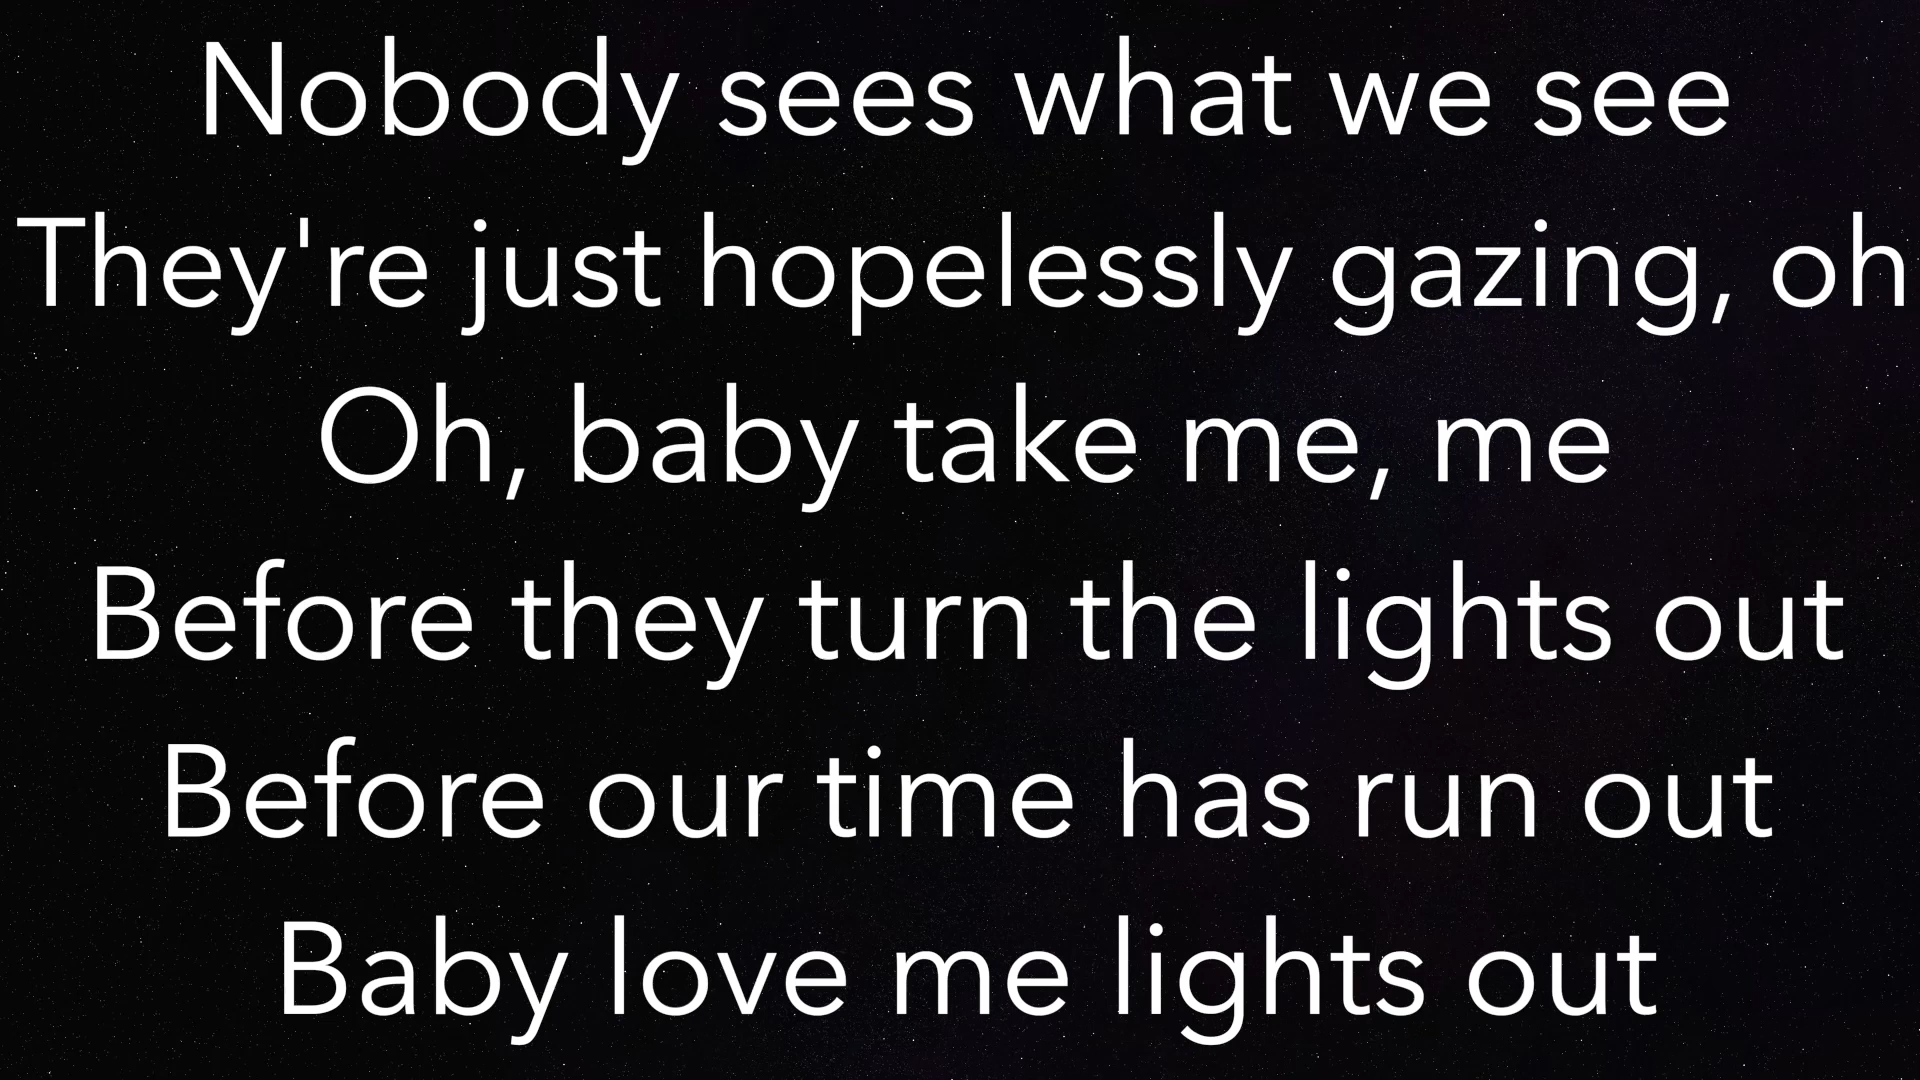 Nobody sees what we see
They're just hopelessly gazing, oh
Oh, baby take me, me
Before they turn the lights out
Before our time has run out
Baby love me lights out